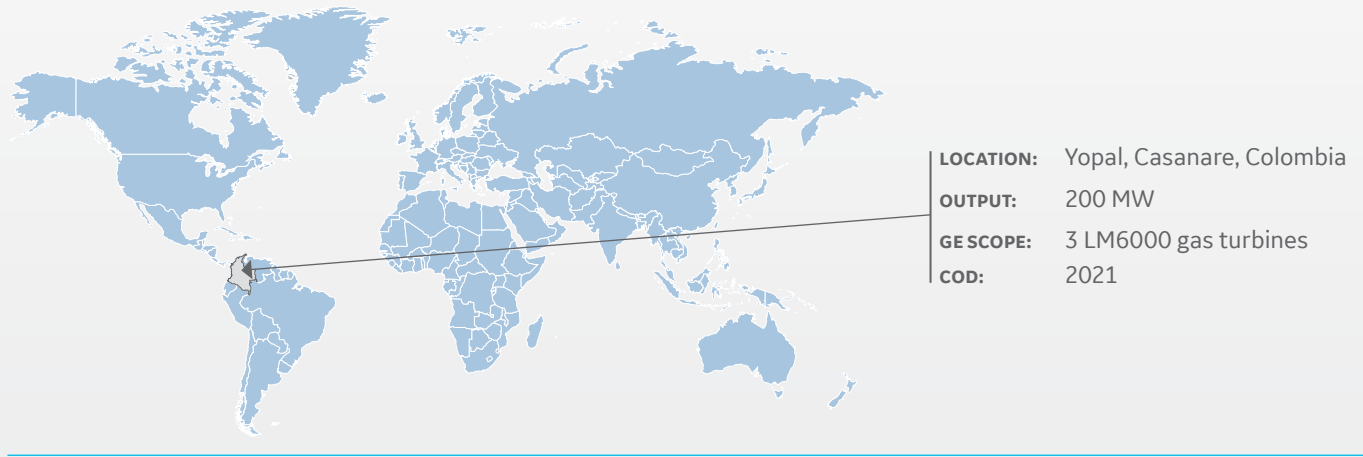 LOCATION: Yopal, Casanare, Colombia
OUTPUT: 200 MW
GE SCOPE: 3 LM6000 gas turbines
COD: 2021